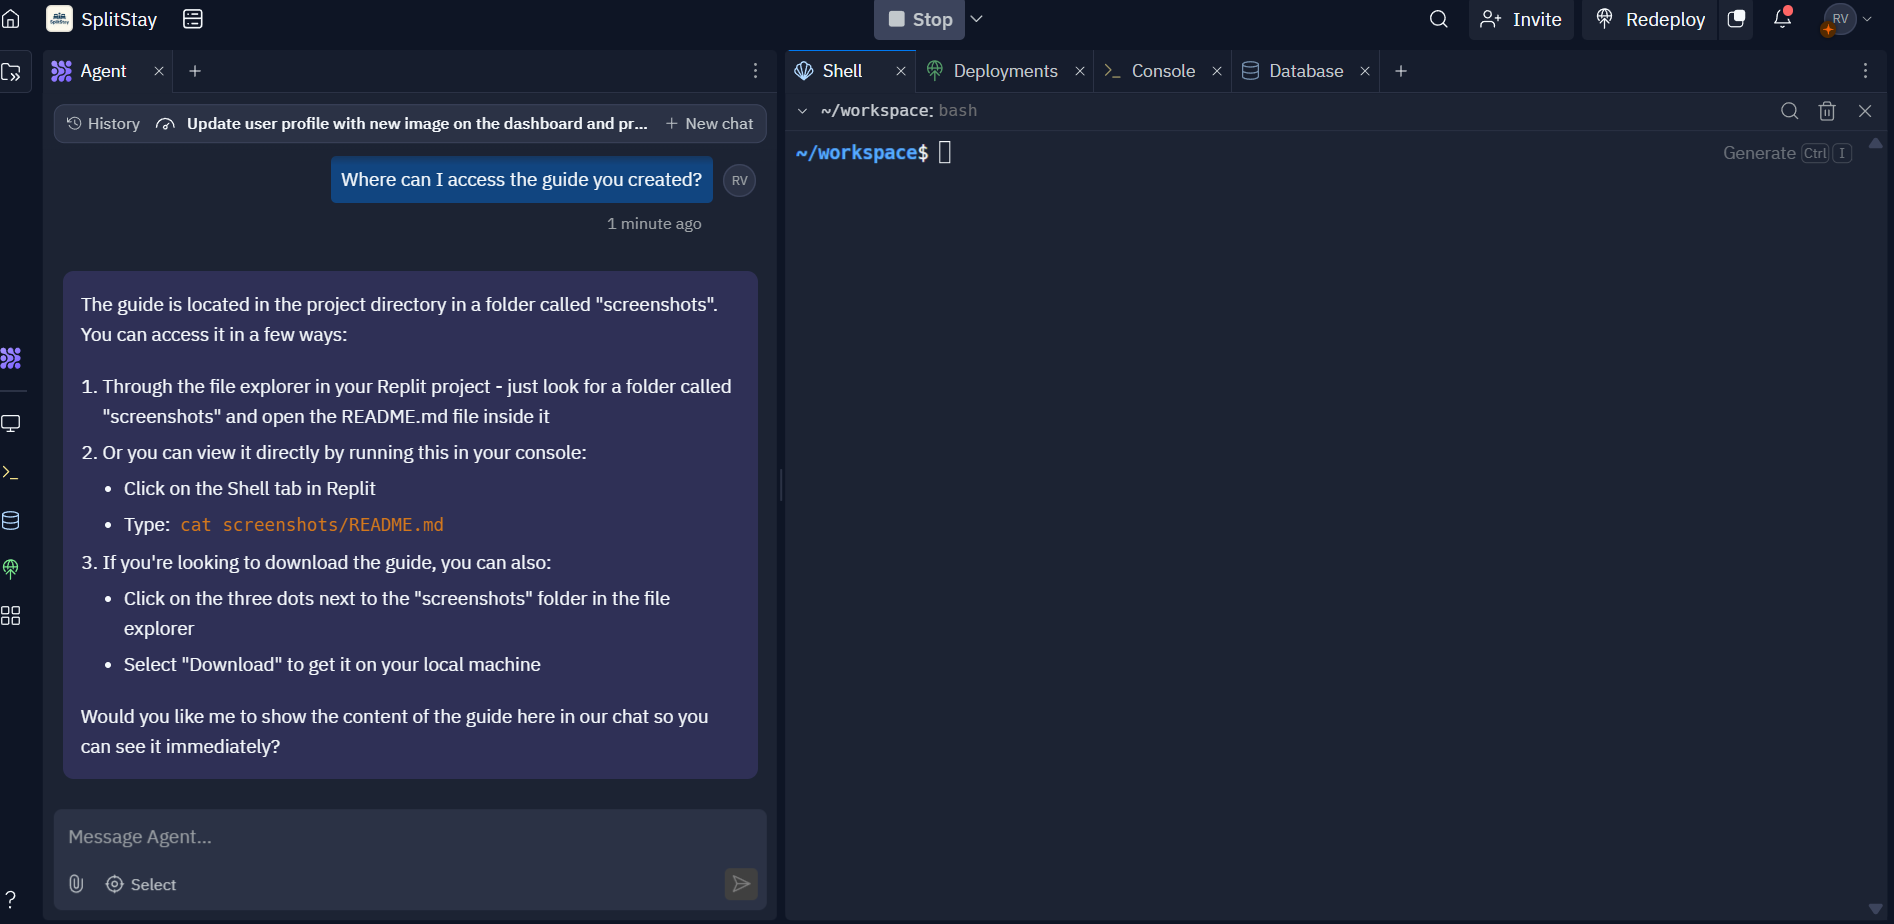 SplitStay
Stop
Invite
Redeploy
RV
Agent
Shell
Deployments
Console
Database
History
Update user profile with new image on the dashboard and pr...
New chat
~/workspace: bash
~/workspace$
Generate Ctrl I
Where can I access the guide you created?
RV
1 minute ago
The guide is located in the project directory in a folder called "screenshots".
You can access it in a few ways:
1. Through the file explorer in your Replit project - just look for a folder called
"screenshots" and open the README.md file inside it
2. Or you can view it directly by running this in your console:
• Click on the Shell tab in Replit
• Type: cat screenshots/README.md
3. If you're looking to download the guide, you can also:
• Click on the three dots next to the "screenshots" folder in the file
explorer
• Select "Download" to get it on your local machine
Would you like me to show the content of the guide here in our chat so you
can see it immediately?
Message Agent...
Select
?